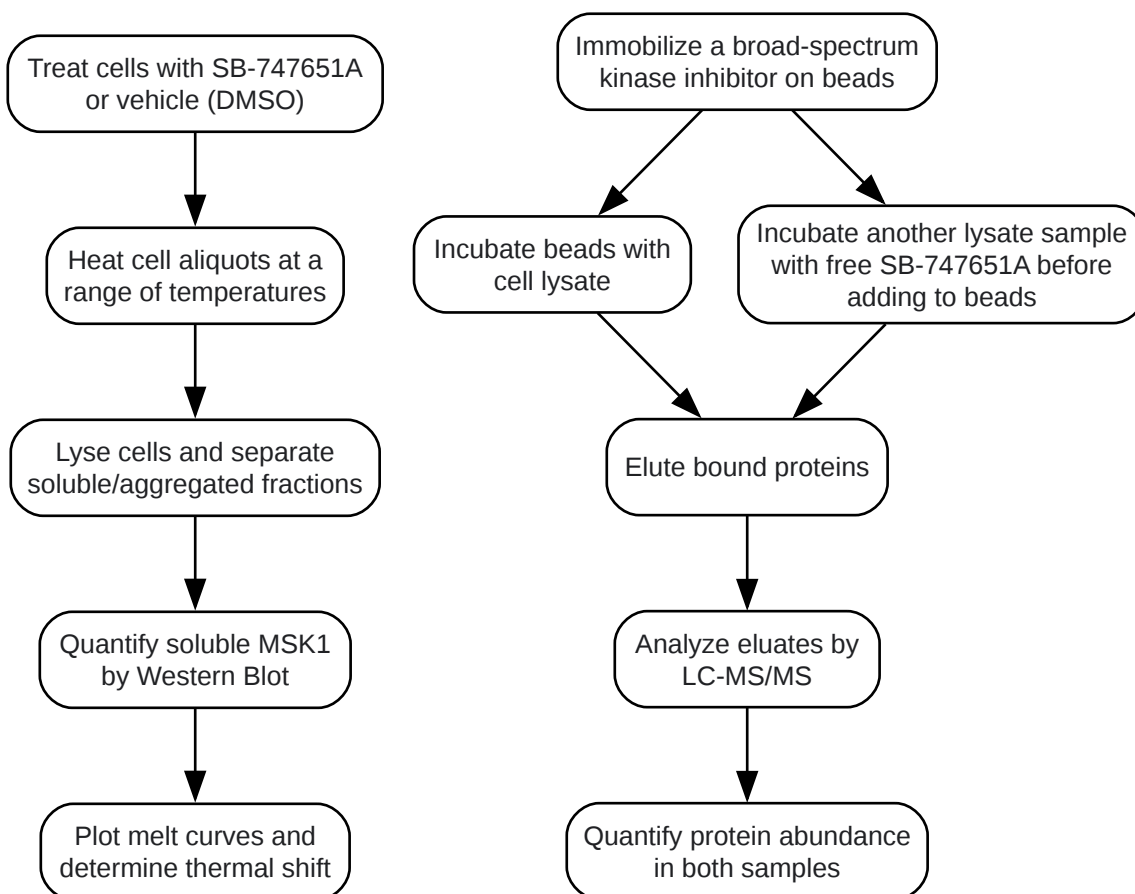 Treat cells with SB-747651A
or vehicle (DMSO)
Heat cell aliquots at a
range of temperatures
Lyse cells and separate
soluble/aggregated fractions
Quantify soluble MSK1
by Western Blot
Plot melt curves and
determine thermal shift
Immobilize a broad-spectrum
kinase inhibitor on beads
Incubate beads with
cell lysate
Incubate another lysate sample
with free SB-747651A before
adding to beads
Elute bound proteins
Analyze eluates by
LC-MS/MS
Quantify protein abundance
in both samples